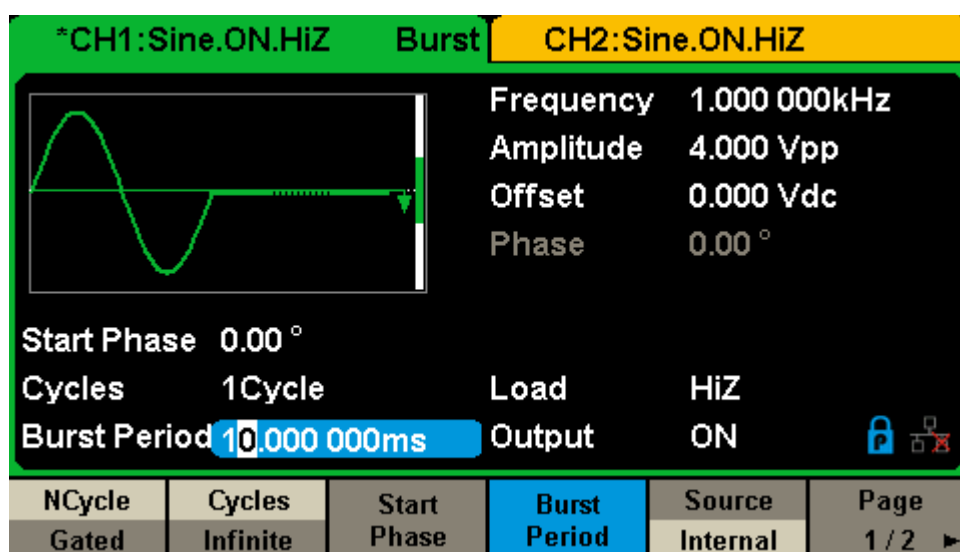 *CH1:Sine.ON.HiZ Burst CH2:Sine.ON.HiZ
Frequency 1.000 000kHz
Amplitude 4.000 Vpp
Offset 0.000 Vdc
Phase 0.00 °
Start Phase 0.00 °
Cycles 1Cycle Load HiZ
Burst Period 10.000 000ms Output ON P
NCycle Cycles Start Burst Source Page
Gated Infinite Phase Period Internal 1/2 ►